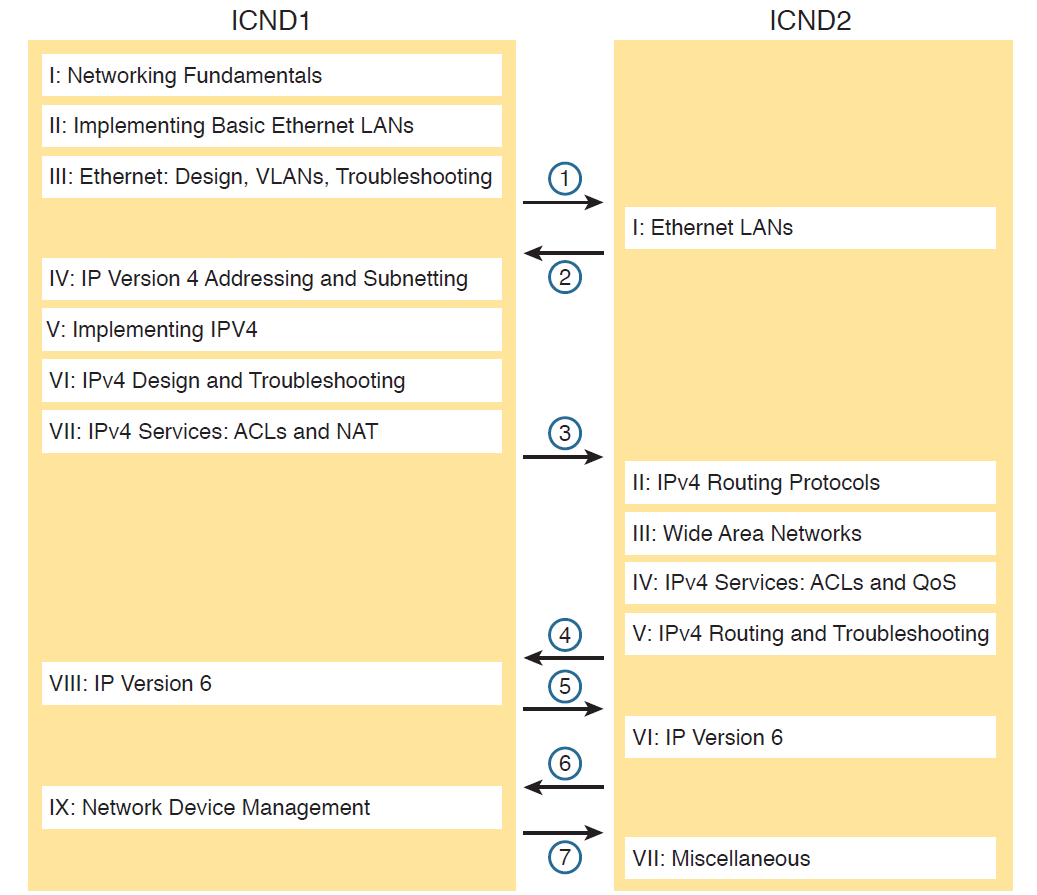 ICND1
ICND2
I: Networking Fundamentals
II: Implementing Basic Ethernet LANs
III: Ethernet: Design, VLANs, Troubleshooting
1
I: Ethernet LANs
2
IV: IP Version 4 Addressing and Subnetting
V: Implementing IPV4
VI: IPv4 Design and Troubleshooting
VII: IPv4 Services: ACLs and NAT
3
II: IPv4 Routing Protocols
III: Wide Area Networks
IV: IPv4 Services: ACLs and QoS
V: IPv4 Routing and Troubleshooting
4
VIII: IP Version 6
5
VI: IP Version 6
6
IX: Network Device Management
7
VII: Miscellaneous